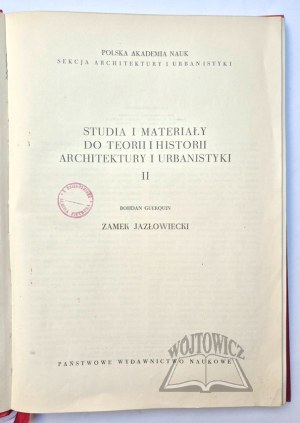 POLSKA AKADEMIA NAUK
SEKCJA ARCHITEKTURY I URBANISTYKI
STUDIA I MATERIAŁY
DO TEORII I HISTORII
ARCHITEKTURY I URBANISTYKI
II
BOHDAN GUERQUIN
ZAMEK JAZŁOWIECKI
PAŃSTWOWE WYDAWNICTWO NAUKOWE
WÓJTOWICZ